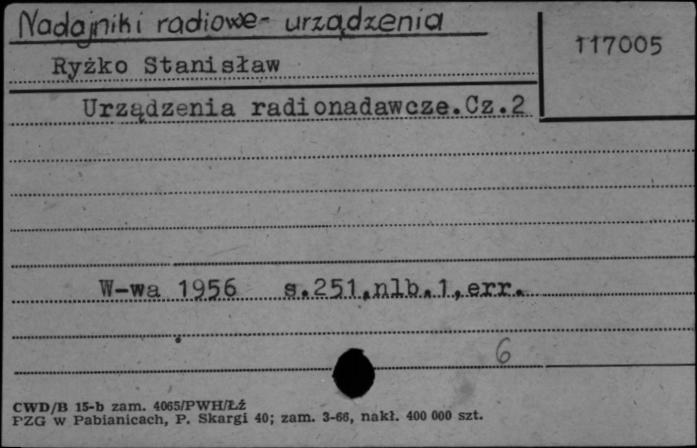 Nadajniki radiowe- urządzenia
117005
Ryżko Stanisław
Urządzenia radionadawcze.Cz.2
W-wa 1956 s.251,nlb.1,err.
6
CWD/B 15-b zam. 4065/PWH/Łź
PZG w Pabianicach, P. Skargi 40; zam. 3-66, nakł. 400 000 szt.